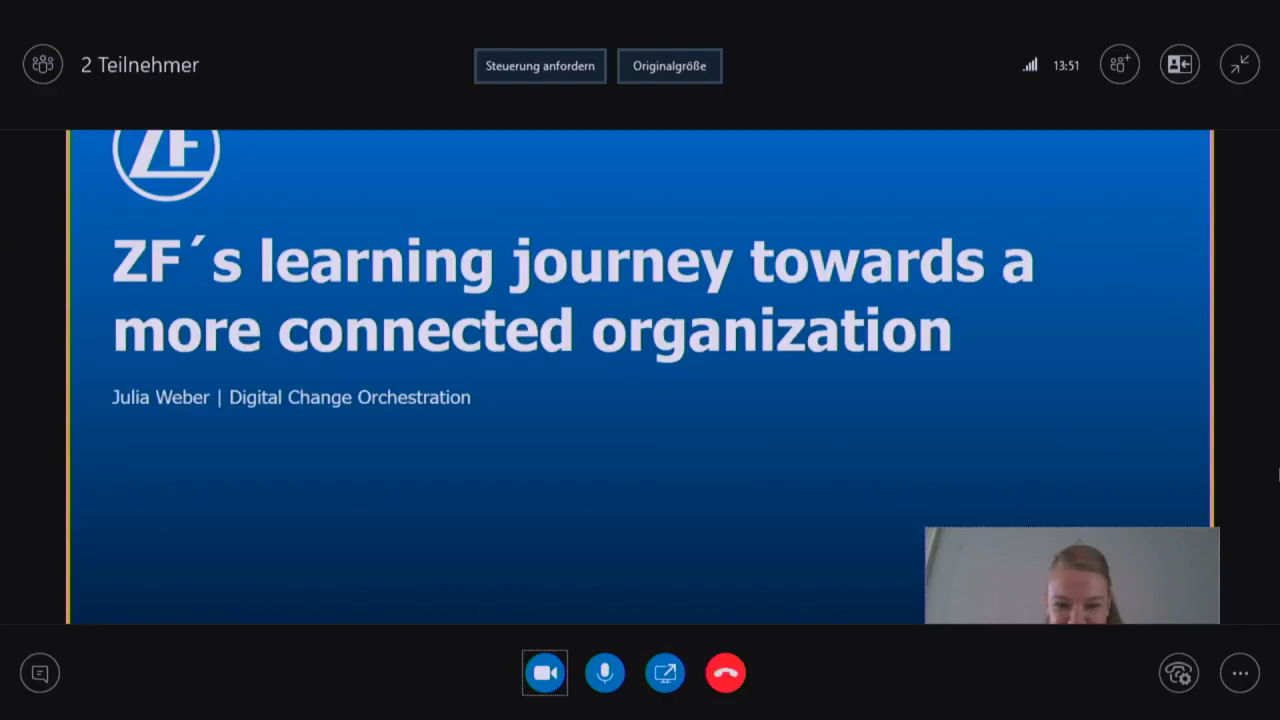 2 Teilnehmer
Steuerung anfordern
Originalgröße
13:51
ZF
ZF´s learning journey towards a
more connected organization
Julia Weber | Digital Change Orchestration